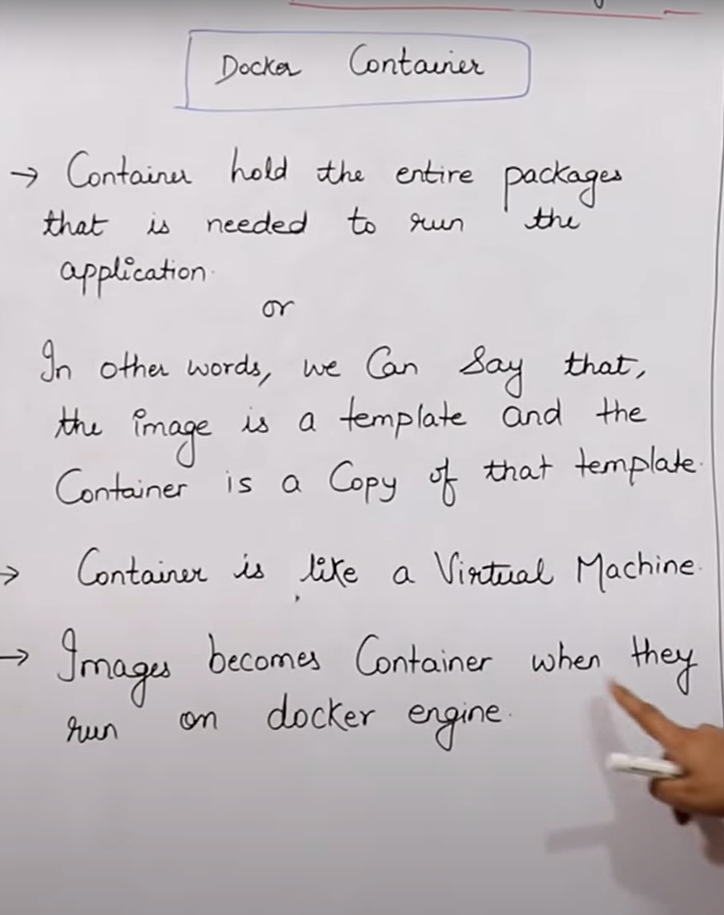 Docker Container
→ Container hold the entire packages
that is needed to run the
application.
or
In other words, we Can Say that,
the image is a template and the
Container is a Copy of that template.
→ Container is like a Virtual Machine.
→ Images becomes Container when they
run on docker engine.